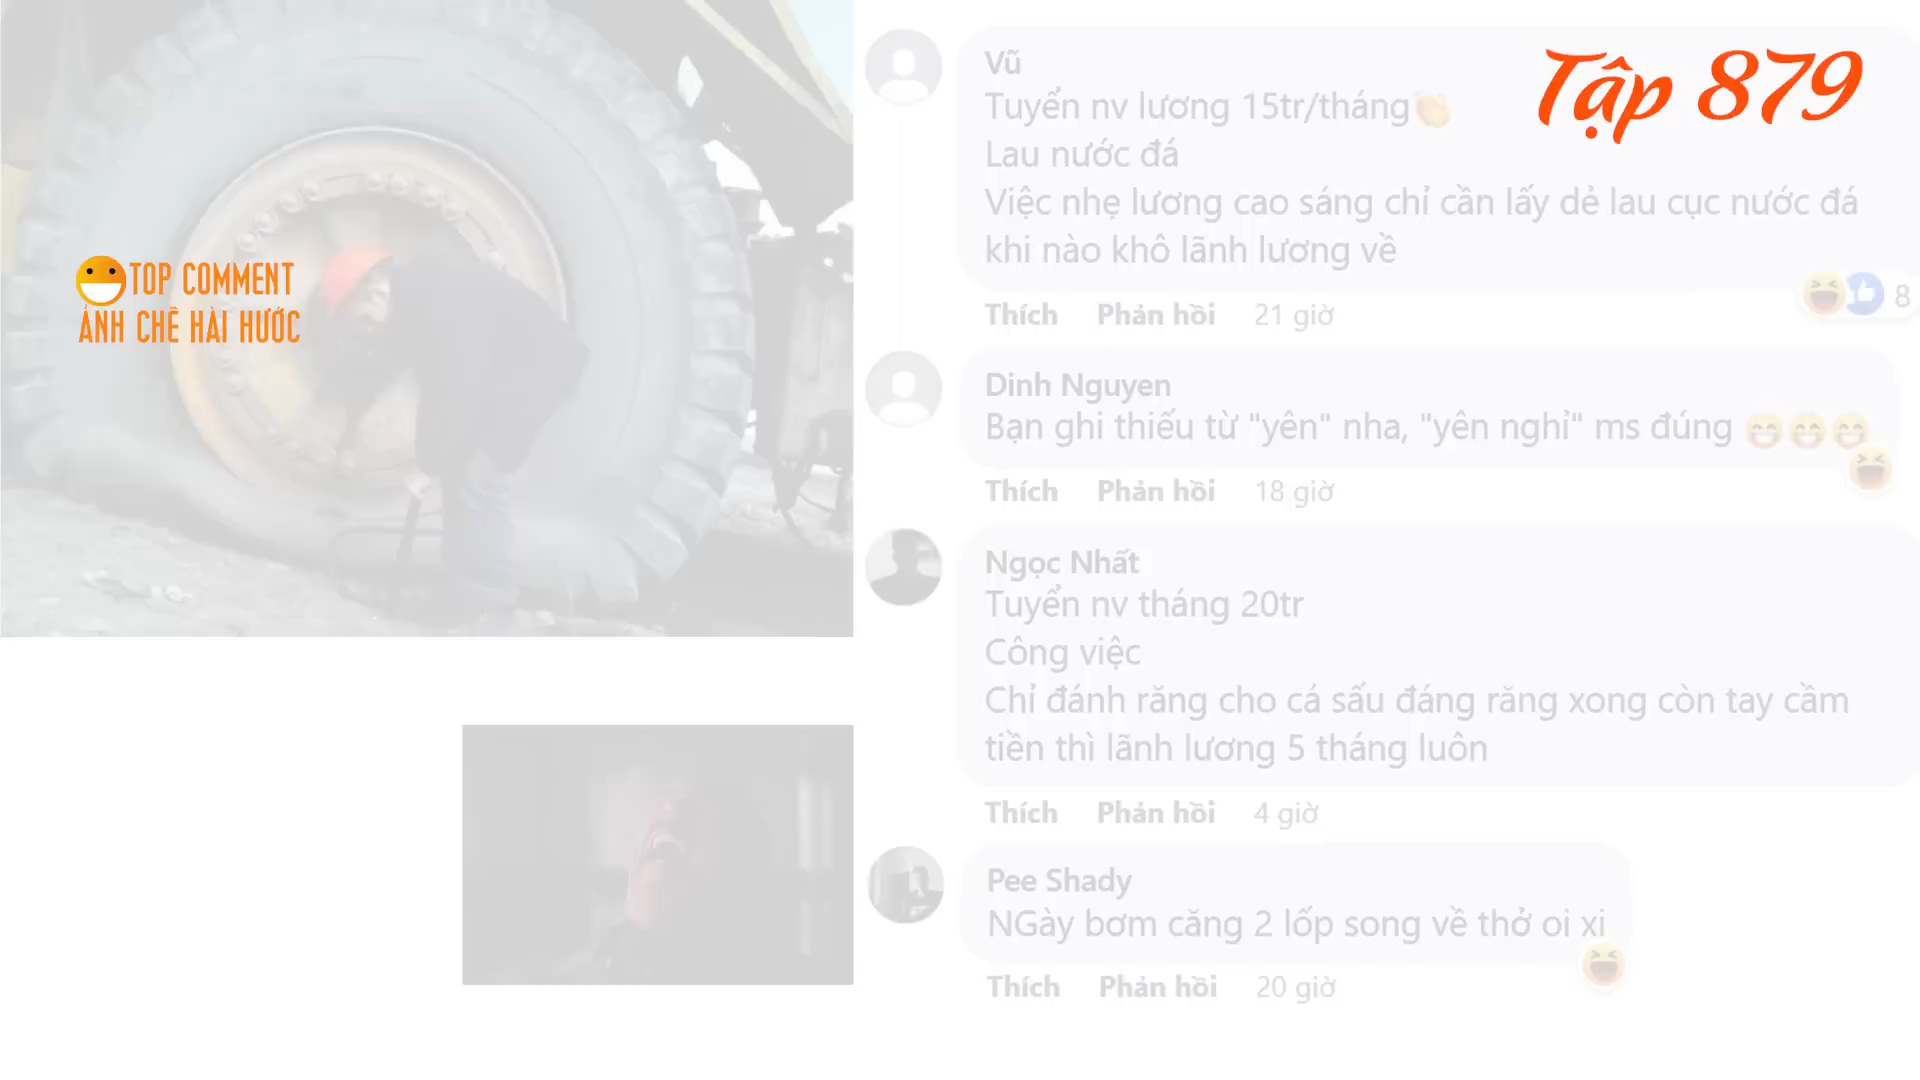 Tập 879
TOP COMMENT
ẢNH CHẾ HÀI HƯỚC
Vũ
Tuyển nv lương 15tr/tháng
Lau nước đá
Việc nhẹ lương cao sáng chỉ cần lấy dẻ lau cục nước đá
khi nào khô lãnh lương về
Thích Phản hồi 21 giờ
8
Dinh Nguyen
Bạn ghi thiếu từ "yên" nha, "yên nghỉ" ms đúng
Thích Phản hồi 18 giờ
Ngọc Nhất
Tuyển nv tháng 20tr
Công việc
Chỉ đánh răng cho cá sấu đáng răng xong còn tay cầm
tiền thì lãnh lương 5 tháng luôn
Thích Phản hồi 4 giờ
Pee Shady
NGày bơm căng 2 lốp song về thở oi xi
Thích Phản hồi 20 giờ